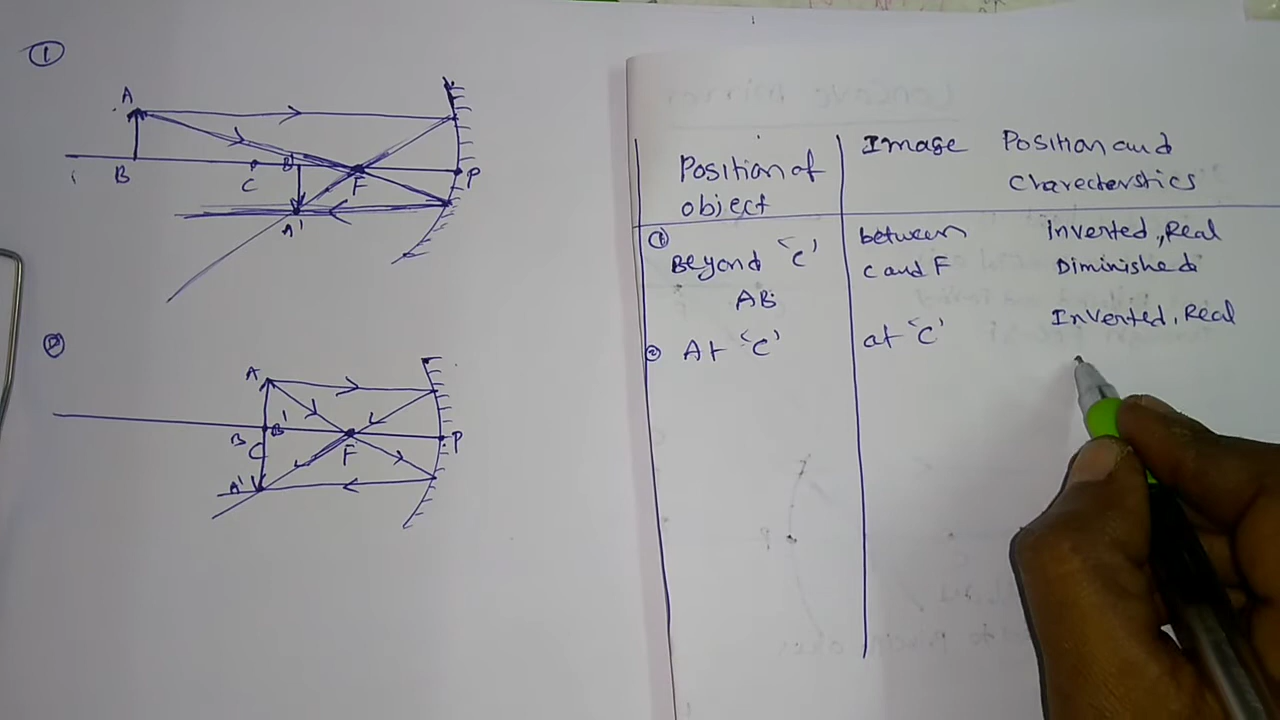 1
A
B
C
B'
F
P
A'
2
A
B
B'
C
F
P
A'
Position of
object
Image Position and
Charecterstics
1
Beyond 'C'
AB
between
C and F
Inverted, Real
Diminished
2 At 'C'
at 'C'
Inverted, Real